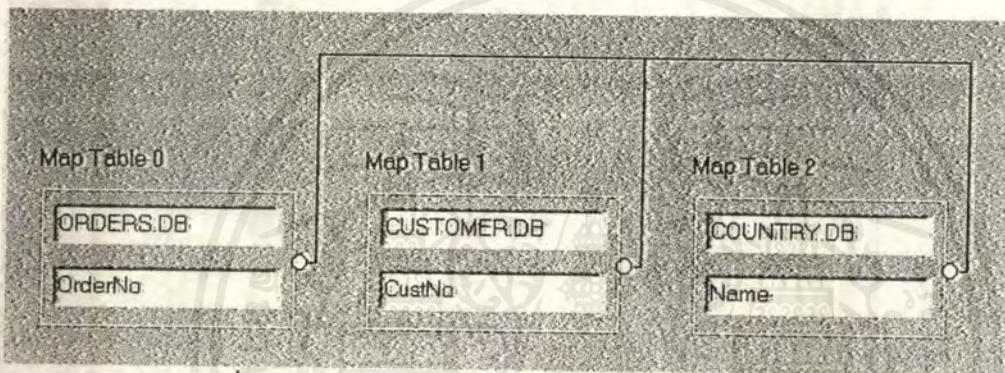 Map Table 0
Map Table 1
Map Table 2
ORDERS.DB
CUSTOMER.DB
COUNTRY.DB
OrderNo
CustNo
Name